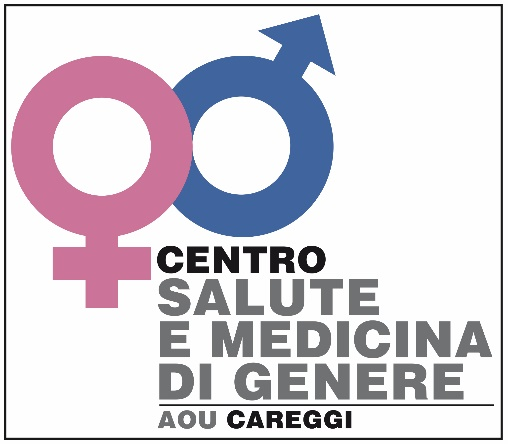 CENTRO
SALUTE
E MEDICINA
DI GENERE
AOU CAREGGI